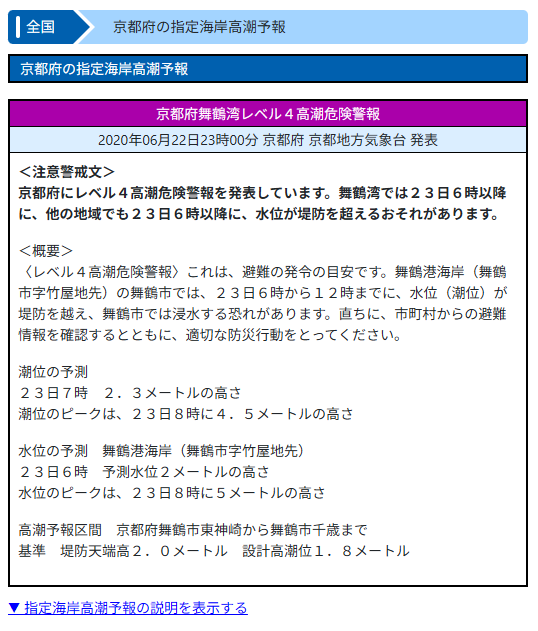 全国
京都府の指定海岸高潮予報
京都府の指定海岸高潮予報
京都府舞鶴湾レベル４高潮危険警報
2020年06月22日23時00分 京都府 京都地方気象台 発表
＜注意警戒文＞
京都府にレベル４高潮危険警報を発表しています。舞鶴湾では２３日６時以降
に、他の地域でも２３日６時以降に、水位が堤防を超えるおそれがあります。
＜概要＞
〈レベル４高潮危険警報〉これは、避難の発令の目安です。舞鶴港海岸（舞鶴
市字竹屋地先）の舞鶴市では、２３日６時から１２時までに、水位（潮位）が
堤防を越え、舞鶴市では浸水する恐れがあります。直ちに、市町村からの避難
情報を確認するとともに、適切な防災行動をとってください。
潮位の予測
２３日７時　２．３メートルの高さ
潮位のピークは、２３日８時に４．５メートルの高さ
水位の予測　舞鶴港海岸（舞鶴市字竹屋地先）
２３日６時　予測水位２メートルの高さ
水位のピークは、２３日８時に５メートルの高さ
高潮予報区間　京都府舞鶴市東神崎から舞鶴市千歳まで
基準　堤防天端高２．０メートル　設計高潮位１．８メートル
▼ 指定海岸高潮予報の説明を表示する